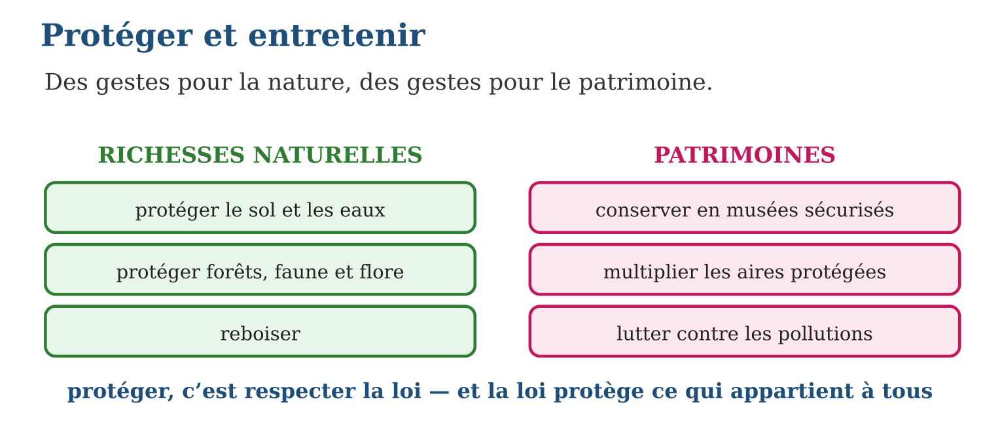 Protéger et entretenir
Des gestes pour la nature, des gestes pour le patrimoine.
RICHESSES NATURELLES
protéger le sol et les eaux
protéger forêts, faune et flore
reboiser
PATRIMOINES
conserver en musées sécurisés
multiplier les aires protégées
lutter contre les pollutions
protéger, c’est respecter la loi — et la loi protège ce qui appartient à tous